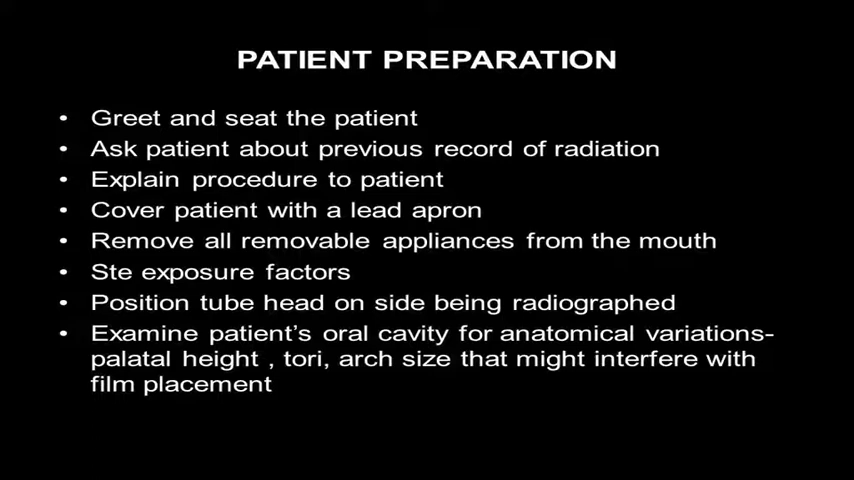 PATIENT PREPARATION
• Greet and seat the patient
• Ask patient about previous record of radiation
• Explain procedure to patient
• Cover patient with a lead apron
• Remove all removable appliances from the mouth
• Ste exposure factors
• Position tube head on side being radiographed
• Examine patient’s oral cavity for anatomical variations-
palatal height , tori, arch size that might interfere with
film placement